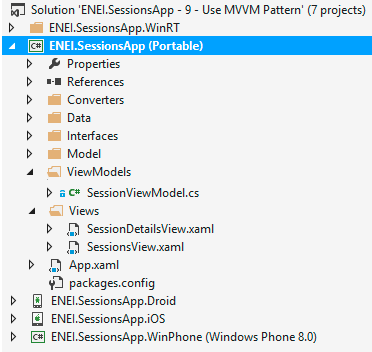 Solution 'ENEI.SessionsApp - 9 - Use MVVM Pattern' (7 projects)
ENEI.SessionsApp.WinRT
C# ENEI.SessionsApp (Portable)
Properties
References
Converters
Data
Interfaces
Model
ViewModels
C# SessionViewModel.cs
Views
SessionDetailsView.xaml
SessionsView.xaml
App.xaml
packages.config
ENEI.SessionsApp.Droid
ENEI.SessionsApp.iOS
ENEI.SessionsApp.WinPhone (Windows Phone 8.0)